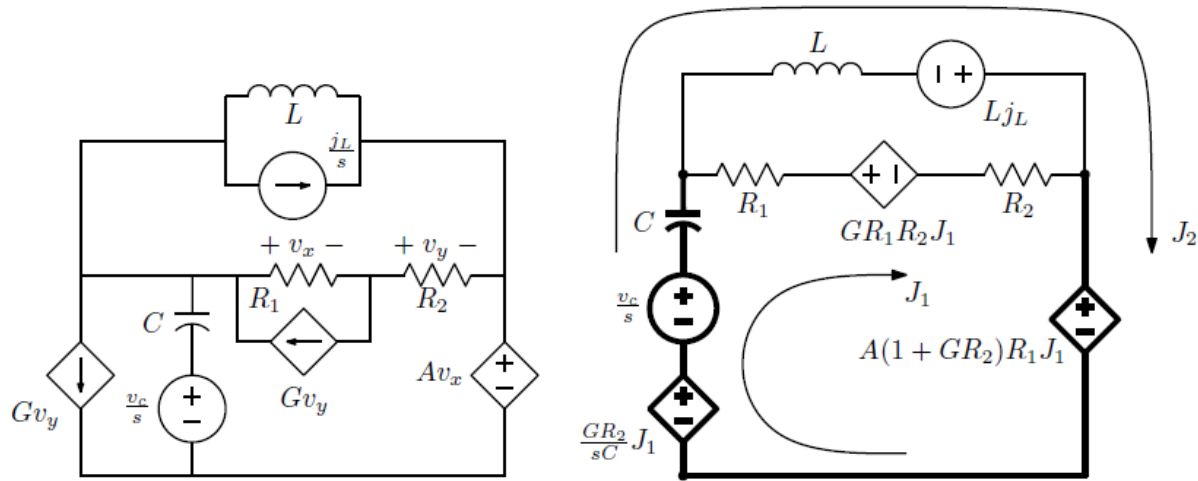 L
j_L/s
+ v_x −
+ v_y −
R_1
R_2
C
v_c/s
+
−
Gv_y
Gv_y
Av_x
+
−
L
− +
Lj_L
R_1
+ −
R_2
GR_1R_2J_1
C
J_2
v_c/s
+
−
J_1
+
−
A(1 + GR_2)R_1J_1
+
−
GR_2/sC J_1